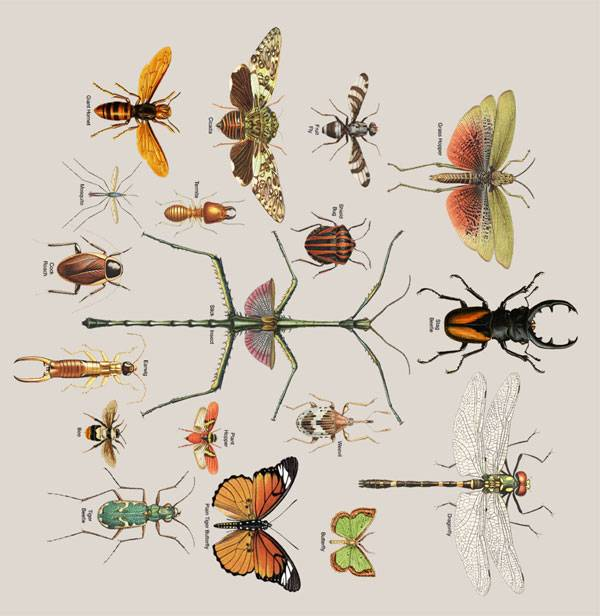 Grass Hopper
Stag
Beetle
Dragonfly
Shield
Bug
Weevil
Fruit
Fly
Butterfly
Plant
Hopper
Cicada
Stick Insect
Plain Tiger Butterfly
Termite
Earwig
Giant Hornet
Mosquito
Bee
Tiger
Beetle
Cock
Roach